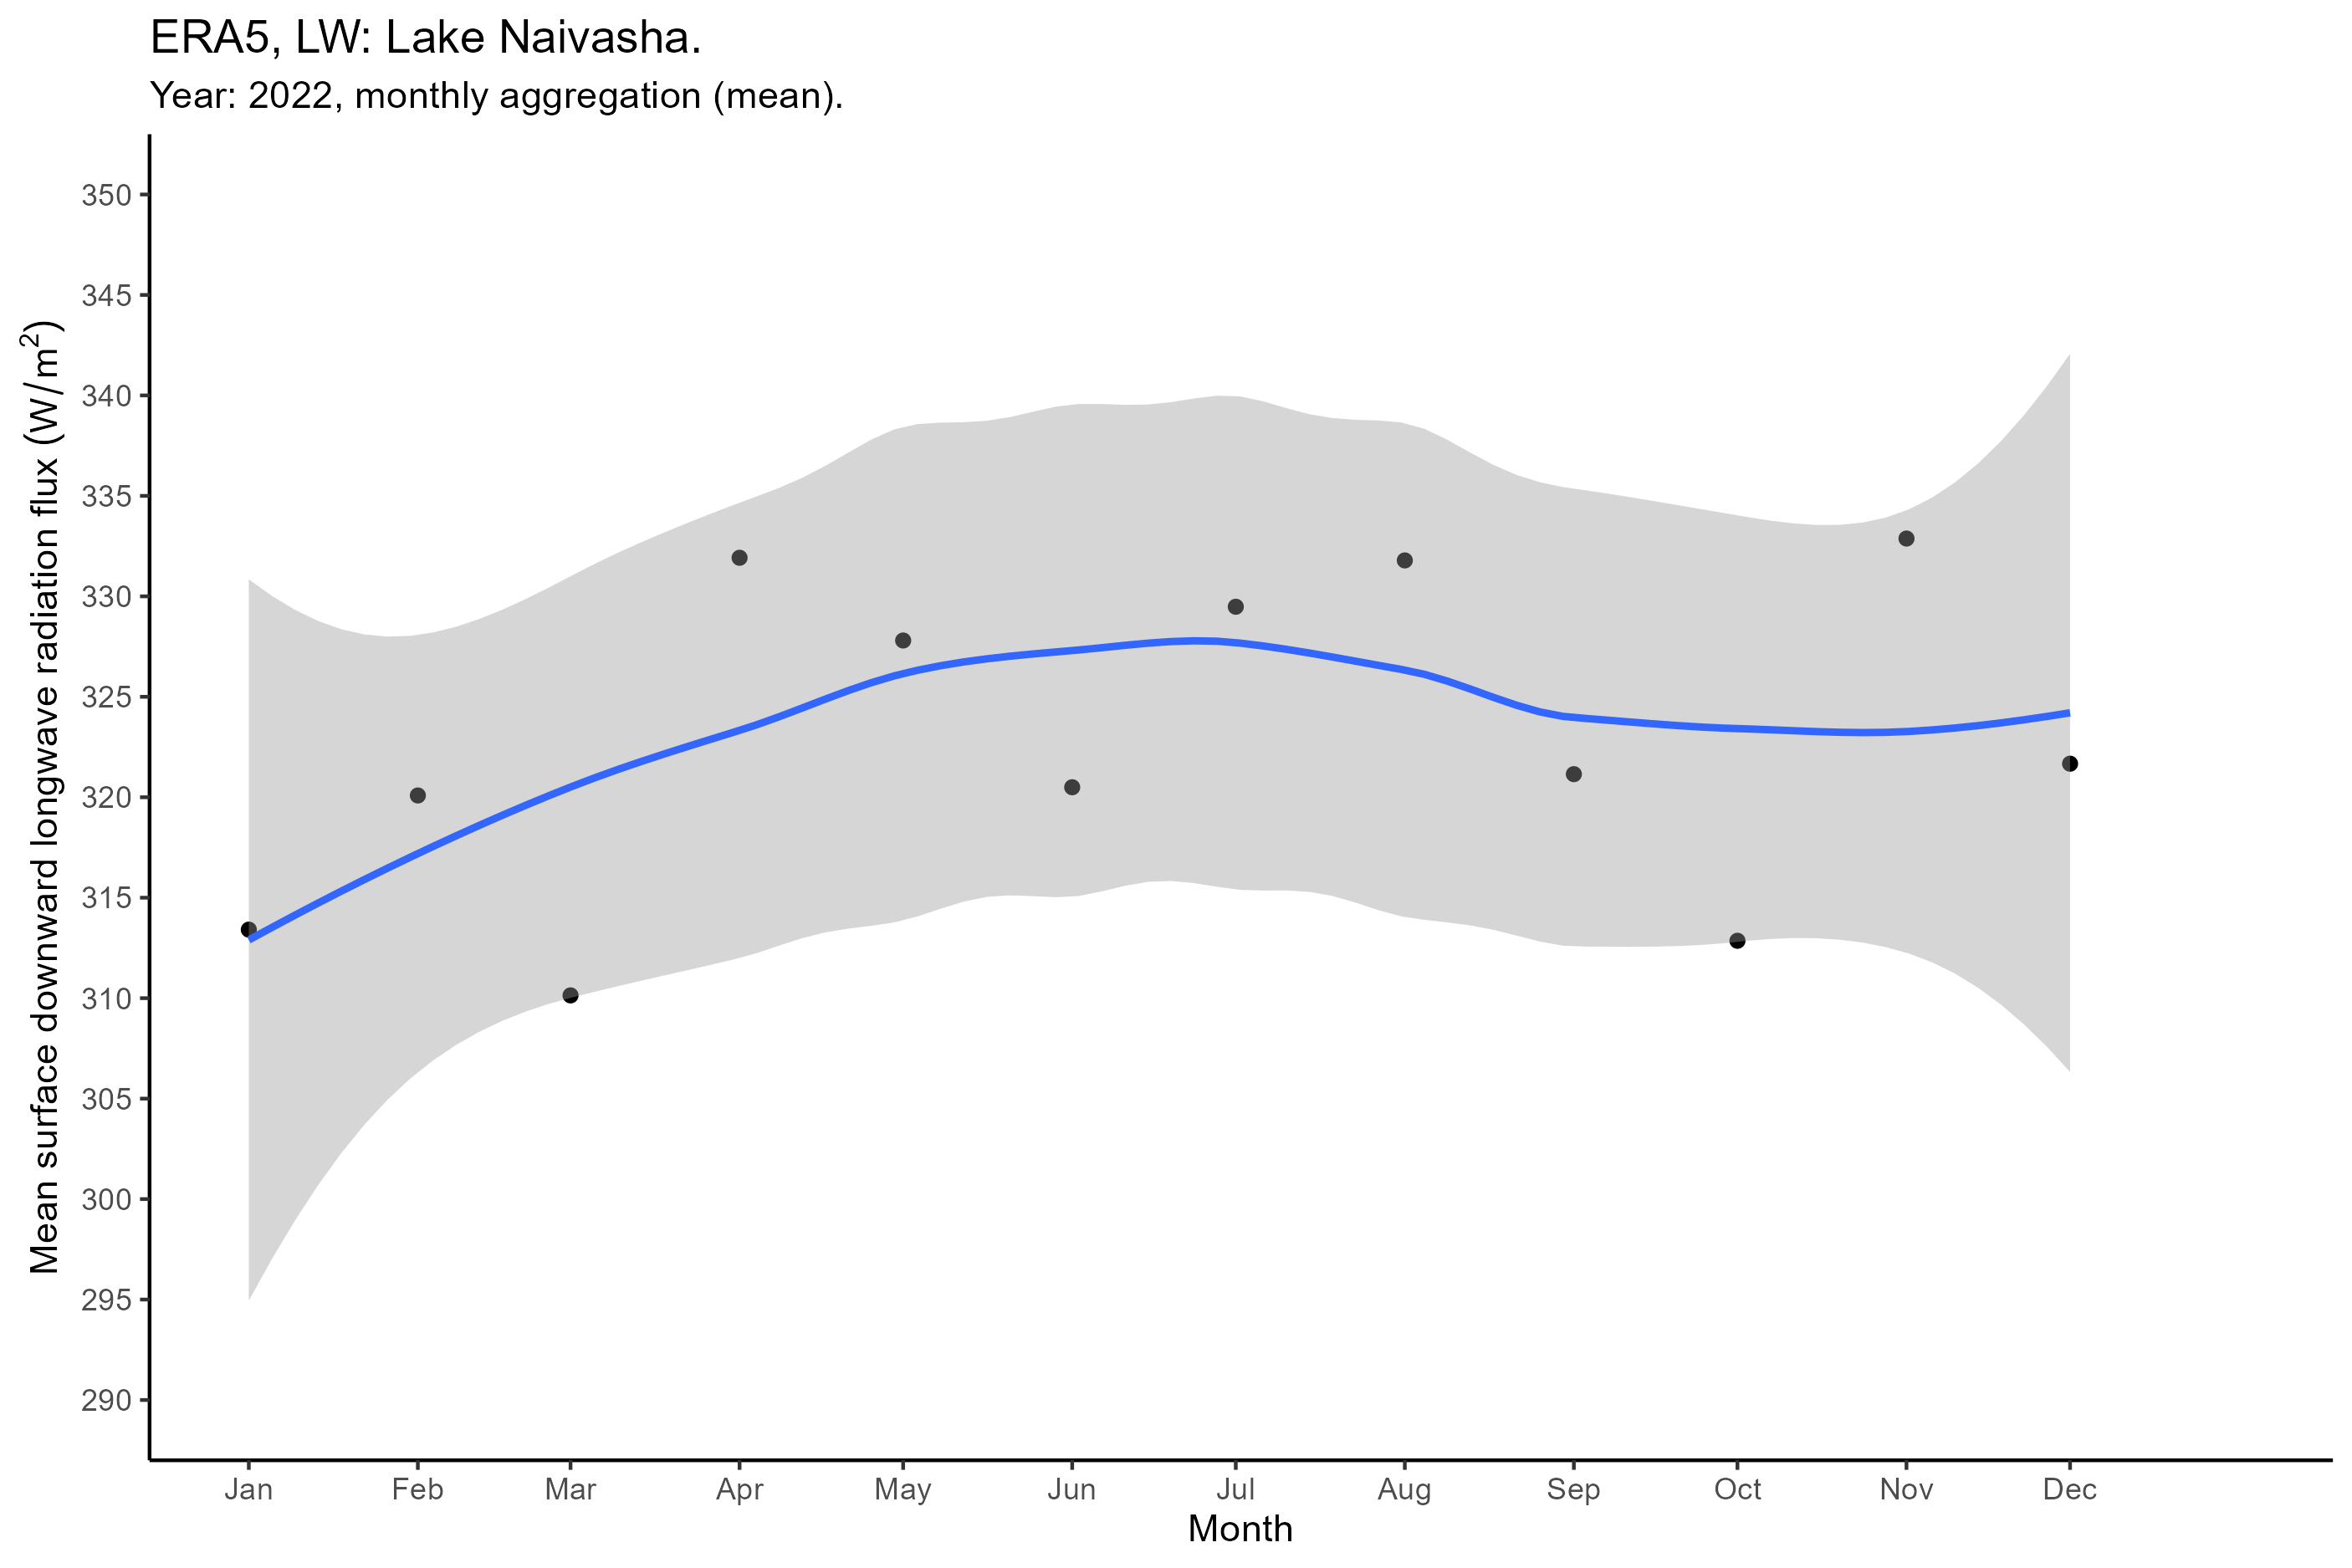 ERA5, LW: Lake Naivasha.
Year: 2022, monthly aggregation (mean).
Mean surface downward longwave radiation flux (W/m²)
350
345
340
335
330
325
320
315
310
305
300
295
290
Jan Feb Mar Apr May Jun Jul Aug Sep Oct Nov Dec
Month